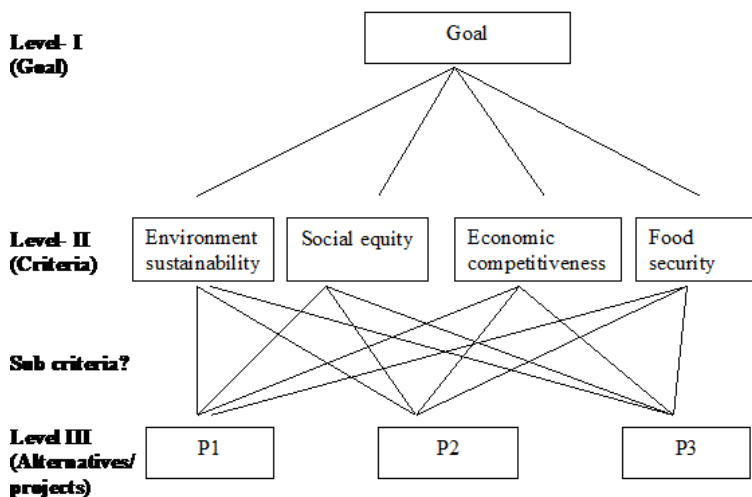 Level- I
(Goal)
Goal
Level- II
(Criteria)
Environment
sustainability
Social equity
Economic
competitiveness
Food
security
Sub criteria?
Level III
(Alternatives/
projects)
P1
P2
P3